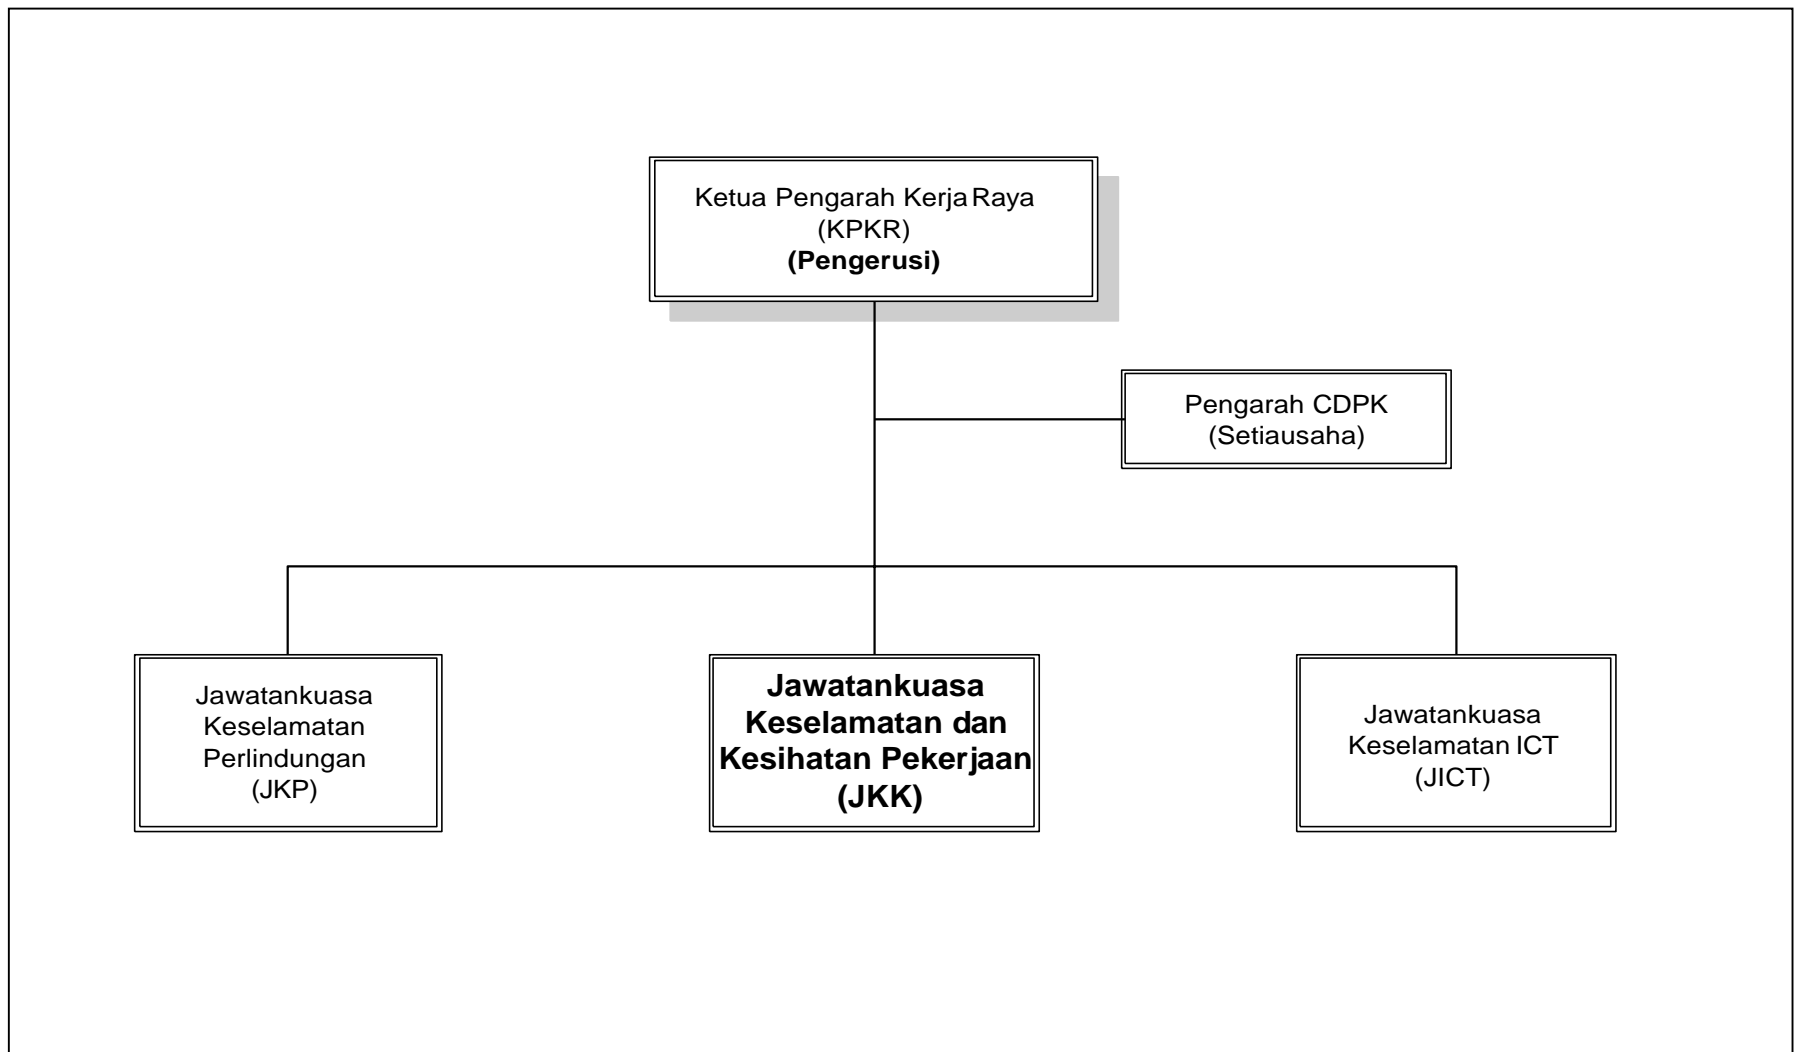 Ketua Pengarah Kerja Raya
(KPKR)
(Pengerusi)
Pengarah CDPK
(Setiausaha)
Jawatankuasa
Keselamatan
Perlindungan
(JKP)
Jawatankuasa
Keselamatan dan
Kesihatan Pekerjaan
(JKK)
Jawatankuasa
Keselamatan ICT
(JICT)